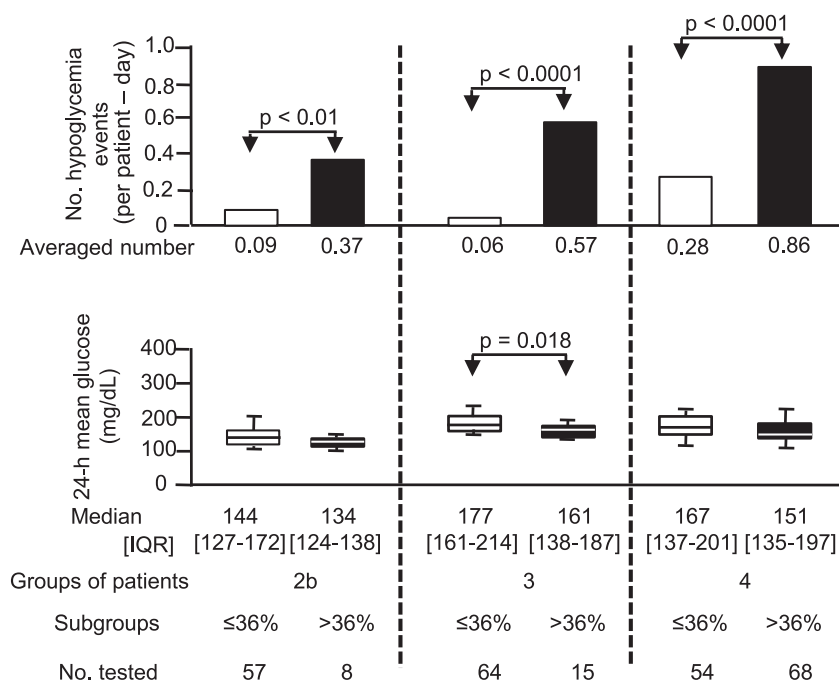 No. hypoglycemia
events
(per patient – day)
1.0
0.8
0.6
0.4
0.2
0
p < 0.01
p < 0.0001
p < 0.0001
Averaged number 0.09 0.37 0.06 0.57 0.28 0.86
24-h mean glucose
(mg/dL)
400
300
200
100
0
p = 0.018
Median 144 134 177 161 167 151
[IQR] [127-172] [124-138] [161-214] [138-187] [137-201] [135-197]
Groups of patients 2b 3 4
Subgroups ≤36% >36% ≤36% >36% ≤36% >36%
No. tested 57 8 64 15 54 68